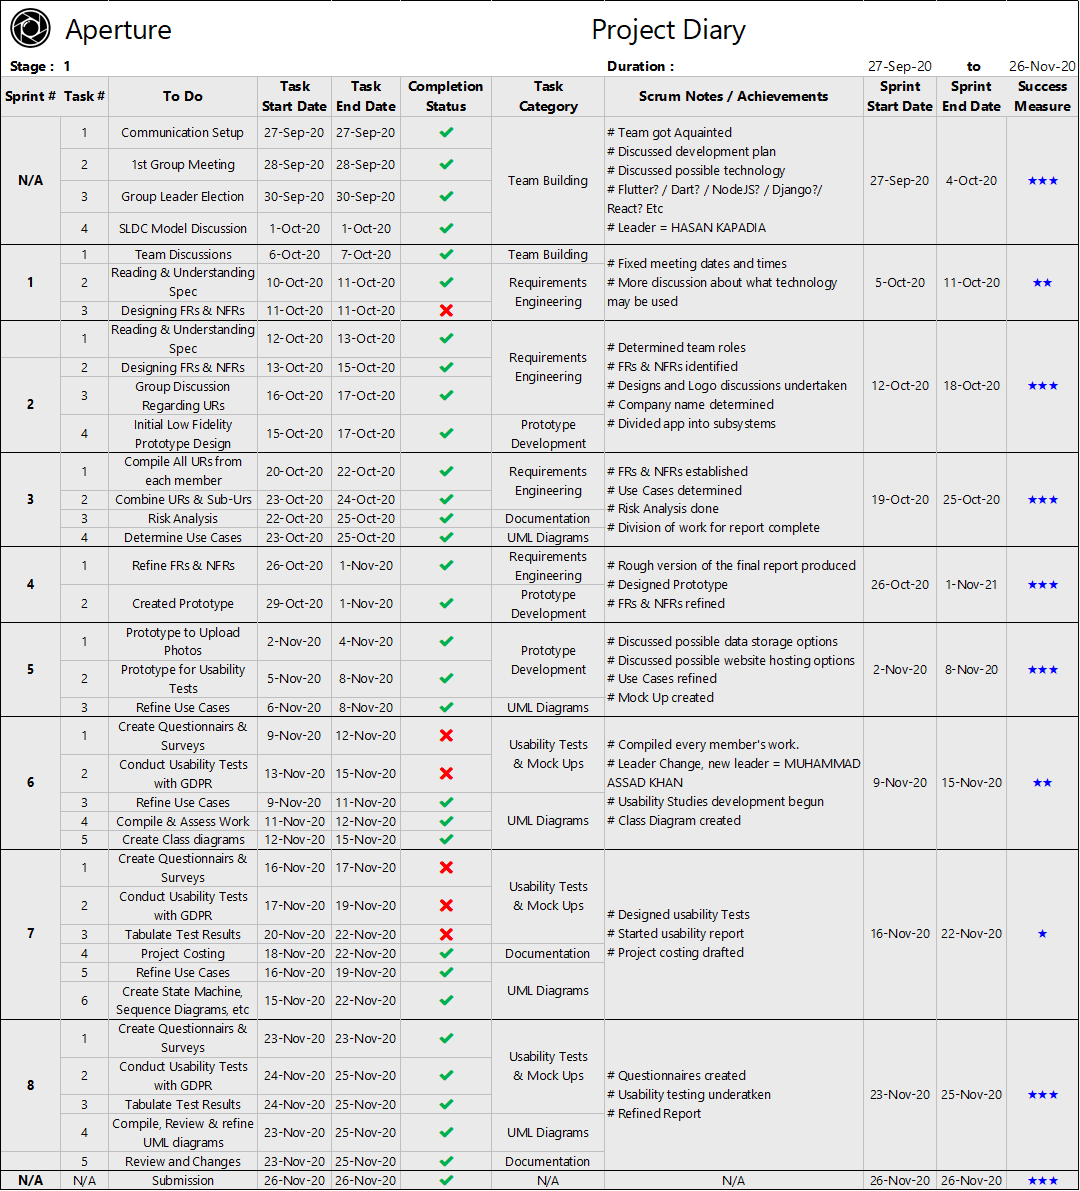 Aperture Project Diary
Stage : 1 Duration : 27-Sep-20 to 26-Nov-20
Sprint # Task # To Do Task Start Date Task End Date Completion Status Task Category Scrum Notes / Achievements Sprint Start Date Sprint End Date Success Measure
N/A
1 Communication Setup 27-Sep-20 27-Sep-20 ✔
2 1st Group Meeting 28-Sep-20 28-Sep-20 ✔
3 Group Leader Election 30-Sep-20 30-Sep-20 ✔
4 SLDC Model Discussion 1-Oct-20 1-Oct-20 ✔
Team Building
# Team got Aquainted
# Discussed development plan
# Discussed possible technology
# Flutter? / Dart? / NodeJS? / Django?/
React? Etc
# Leader = HASAN KAPADIA
27-Sep-20 4-Oct-20 ★★★
1
1 Team Discussions 6-Oct-20 7-Oct-20 ✔ Team Building
2 Reading & Understanding
Spec 10-Oct-20 11-Oct-20 ✔
3 Designing FRs & NFRs 11-Oct-20 11-Oct-20 ✖
Requirements
Engineering
# Fixed meeting dates and times
# More discussion about what technology
may be used
5-Oct-20 11-Oct-20 ★★
2
1 Reading & Understanding
Spec 12-Oct-20 13-Oct-20 ✔
2 Designing FRs & NFRs 13-Oct-20 15-Oct-20 ✔
3 Group Discussion
Regarding URs 16-Oct-20 17-Oct-20 ✔
Requirements
Engineering
4 Initial Low Fidelity
Prototype Design 15-Oct-20 17-Oct-20 ✔
Prototype
Development
# Determined team roles
# FRs & NFRs identified
# Designs and Logo discussions undertaken
# Company name determined
# Divided app into subsystems
12-Oct-20 18-Oct-20 ★★★
3
1 Compile All URs from
each member 20-Oct-20 22-Oct-20 ✔
2 Combine URs & Sub-Urs 23-Oct-20 24-Oct-20 ✔
Requirements
Engineering
3 Risk Analysis 22-Oct-20 25-Oct-20 ✔ Documentation
4 Determine Use Cases 23-Oct-20 25-Oct-20 ✔ UML Diagrams
# FRs & NFRs established
# Use Cases determined
# Risk Analysis done
# Division of work for report complete
19-Oct-20 25-Oct-20 ★★★
4
1 Refine FRs & NFRs 26-Oct-20 1-Nov-20 ✔
Requirements
Engineering
2 Created Prototype 29-Oct-20 1-Nov-20 ✔
Prototype
Development
# Rough version of the final report produced
# Designed Prototype
# FRs & NFRs refined
26-Oct-20 1-Nov-21 ★★★
5
1 Prototype to Upload
Photos 2-Nov-20 4-Nov-20 ✔
2 Prototype for Usability
Tests 5-Nov-20 8-Nov-20 ✔
Prototype
Development
3 Refine Use Cases 6-Nov-20 8-Nov-20 ✔ UML Diagrams
# Discussed possible data storage options
# Discussed possible website hosting options
# Use Cases refined
# Mock Up created
2-Nov-20 8-Nov-20 ★★★
6
1 Create Questionnairs &
Surveys 9-Nov-20 12-Nov-20 ✖
2 Conduct Usability Tests
with GDPR 13-Nov-20 15-Nov-20 ✖
Usability Tests
& Mock Ups
3 Refine Use Cases 9-Nov-20 11-Nov-20 ✔
4 Compile & Assess Work 11-Nov-20 12-Nov-20 ✔
5 Create Class diagrams 12-Nov-20 15-Nov-20 ✔
UML Diagrams
# Compiled every member's work.
# Leader Change, new leader = MUHAMMAD
ASSAD KHAN
# Usability Studies development begun
# Class Diagram created
9-Nov-20 15-Nov-20 ★★
7
1 Create Questionnairs &
Surveys 16-Nov-20 17-Nov-20 ✖
2 Conduct Usability Tests
with GDPR 17-Nov-20 19-Nov-20 ✖
3 Tabulate Test Results 20-Nov-20 22-Nov-20 ✖
Usability Tests
& Mock Ups
4 Project Costing 18-Nov-20 22-Nov-20 ✔ Documentation
5 Refine Use Cases 16-Nov-20 19-Nov-20 ✔
6 Create State Machine,
Sequence Diagrams, etc 15-Nov-20 22-Nov-20 ✔
UML Diagrams
# Designed usability Tests
# Started usability report
# Project costing drafted
16-Nov-20 22-Nov-20 ★
8
1 Create Questionnairs &
Surveys 23-Nov-20 23-Nov-20 ✔
2 Conduct Usability Tests
with GDPR 24-Nov-20 25-Nov-20 ✔
3 Tabulate Test Results 24-Nov-20 25-Nov-20 ✔
Usability Tests
& Mock Ups
4 Compile, Review & refine
UML diagrams 23-Nov-20 25-Nov-20 ✔ UML Diagrams
5 Review and Changes 23-Nov-20 25-Nov-20 ✔ Documentation
# Questionnaires created
# Usability testing underatken
# Refined Report
23-Nov-20 25-Nov-20 ★★★
N/A N/A Submission 26-Nov-20 26-Nov-20 ✔ N/A N/A 26-Nov-20 26-Nov-20 ★★★